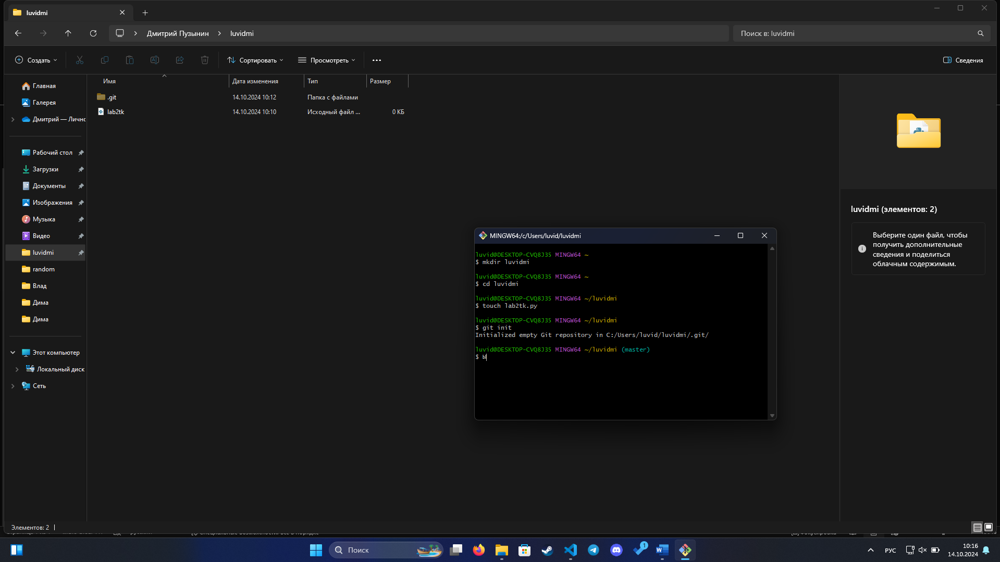 luvidmi
Дмитрий Пузынин
luvidmi
Поиск в: luvidmi
Создать
Сортировать
Просмотреть
Сведения
Имя
Дата изменения
Тип
Размер
.git
14.10.2024 10:12
Папка с файлами
lab2tk
14.10.2024 10:10
Исходный файл ...
0 КБ
Главная
Галерея
Дмитрий — Личнс
Рабочий стол
Загрузки
Документы
Изображения
Музыка
Видео
luvidmi
random
Влад
Дима
Дима
Этот компьютер
Локальный диск
Сеть
luvidmi (элементов: 2)
Выберите один файл, чтобы
получить дополнительные
сведения и поделиться
облачным содержимым.
MINGW64:/c/Users/luvid/luvidmi
luvid@DESKTOP-CVQ8J35 MINGW64 ~
$ mkdir luvidmi
luvid@DESKTOP-CVQ8J35 MINGW64 ~
$ cd luvidmi
luvid@DESKTOP-CVQ8J35 MINGW64 ~/luvidmi
$ touch lab2tk.py
luvid@DESKTOP-CVQ8J35 MINGW64 ~/luvidmi
$ git init
Initialized empty Git repository in C:/Users/luvid/luvidmi/.git/
luvid@DESKTOP-CVQ8J35 MINGW64 ~/luvidmi (master)
$ ы
Элементов: 2
Поиск
1
РУС
10:16
14.10.2024